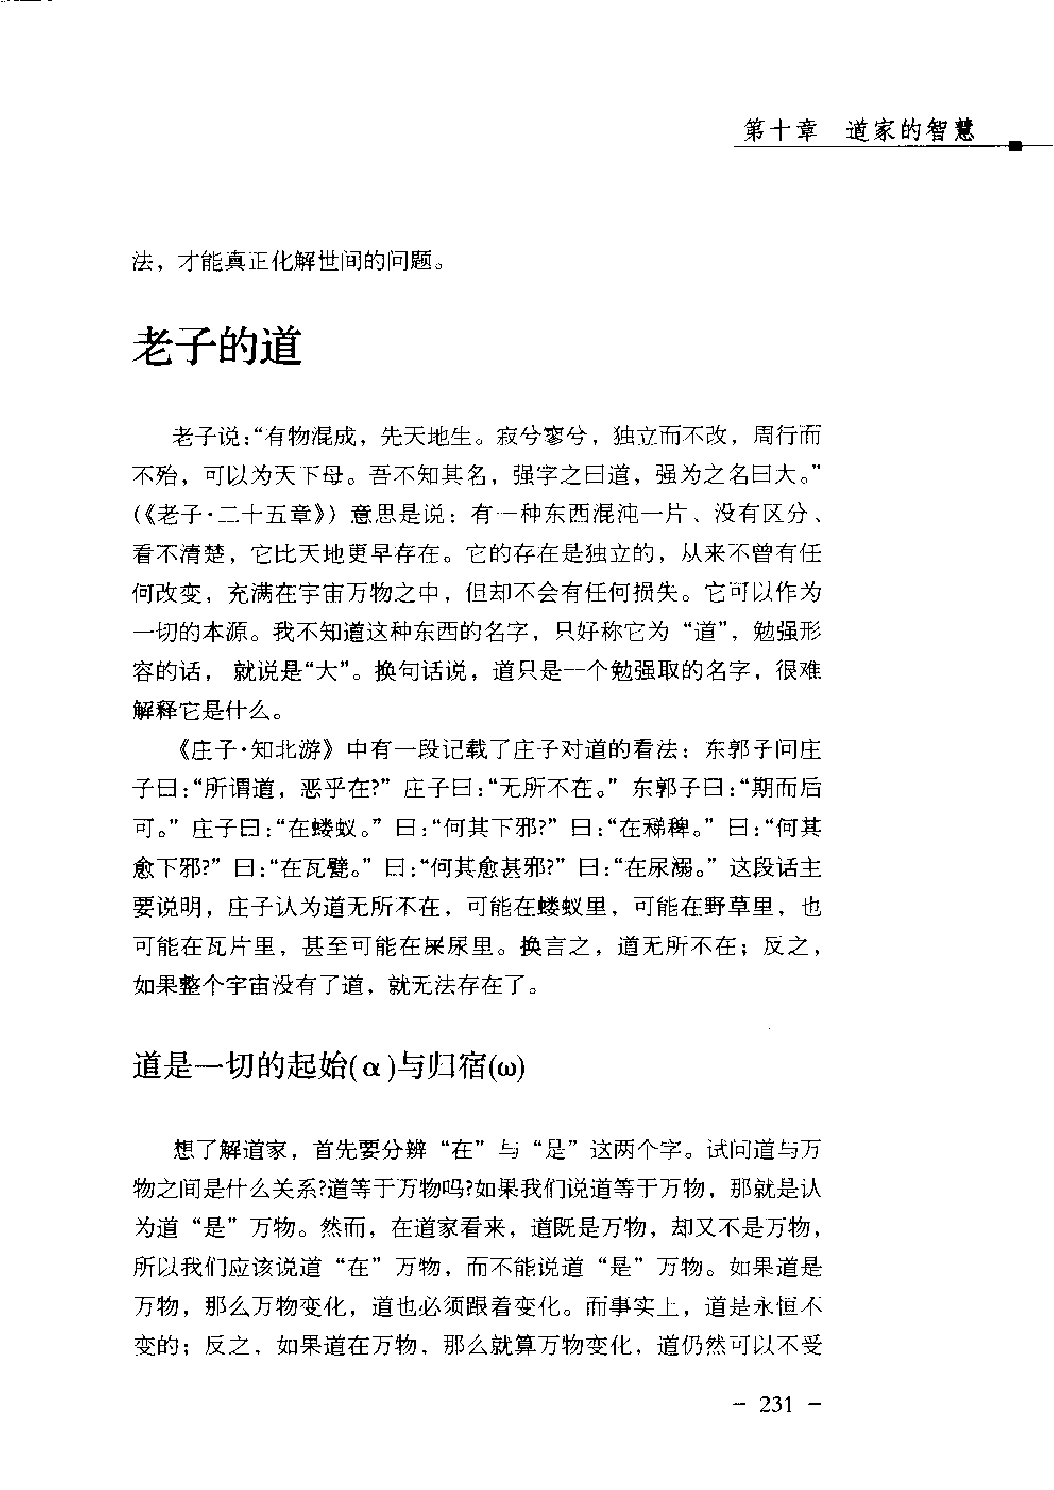 第十章 道家的智慧
法，才能真正化解世间的问题。
老子的道
老子说：“有物混成，先天地生。寂兮寥兮，独立而不改，周行而
不殆，可以为天下母。吾不知其名，强字之曰道，强为之名曰大。”
(《老子·二十五章》) 意思是说：有一种东西混沌一片、没有区分、
看不清楚，它比天地更早存在。它的存在是独立的，从来不曾有任
何改变，充满在宇宙万物之中，但却不会有任何损失。它可以作为
一切的本源。我不知道这种东西的名字，只好称它为“道”，勉强形
容的话， 就说是“大”。换句话说，道只是一个勉强取的名字，很难
解释它是什么。
《庄子·知北游》中有一段记载了庄子对道的看法：东郭子问庄
子曰：“所谓道，恶乎在?”庄子曰：“无所不在。”东郭子曰：“期而后
可。”庄子曰：“在蝼蚁。”曰：“何其下邪?”曰：“在稊稗。”曰：“何其
愈下邪?”曰：“在瓦甓。”曰：“何其愈甚邪?”曰：“在尿溺。”这段话主
要说明，庄子认为道无所不在，可能在蝼蚁里，可能在野草里，也
可能在瓦片里，甚至可能在屎尿里。换言之，道无所不在；反之，
如果整个宇宙没有了道，就无法存在了。
道是一切的起始(α)与归宿(ω)
想了解道家，首先要分辨“在”与“是”这两个字。试问道与万
物之间是什么关系?道等于万物吗?如果我们说道等于万物，那就是认
为道“是”万物。然而，在道家看来，道既是万物，却又不是万物，
所以我们应该说道“在”万物，而不能说道“是”万物。如果道是
万物，那么万物变化，道也必须跟着变化。而事实上，道是永恒不
变的；反之，如果道在万物，那么就算万物变化，道仍然可以不受
- 231 -